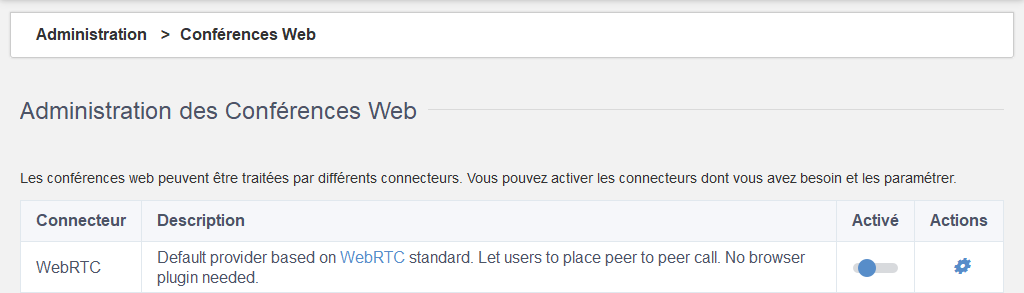 Administration > Conférences Web
Administration des Conférences Web
Les conférences web peuvent être traitées par différents connecteurs. Vous pouvez activer les connecteurs dont vous avez besoin et les paramétrer.
Connecteur Description Activé Actions
WebRTC Default provider based on WebRTC standard. Let users to place peer to peer call. No browser
plugin needed.